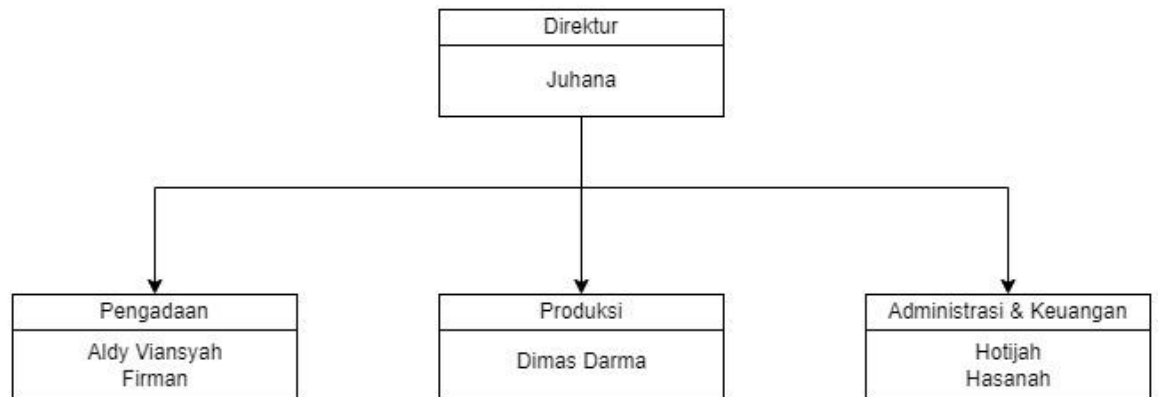 Direktur
Juhana
Pengadaan
Aldy Viansyah
Firman
Produksi
Dimas Darma
Administrasi & Keuangan
Hotijah
Hasanah